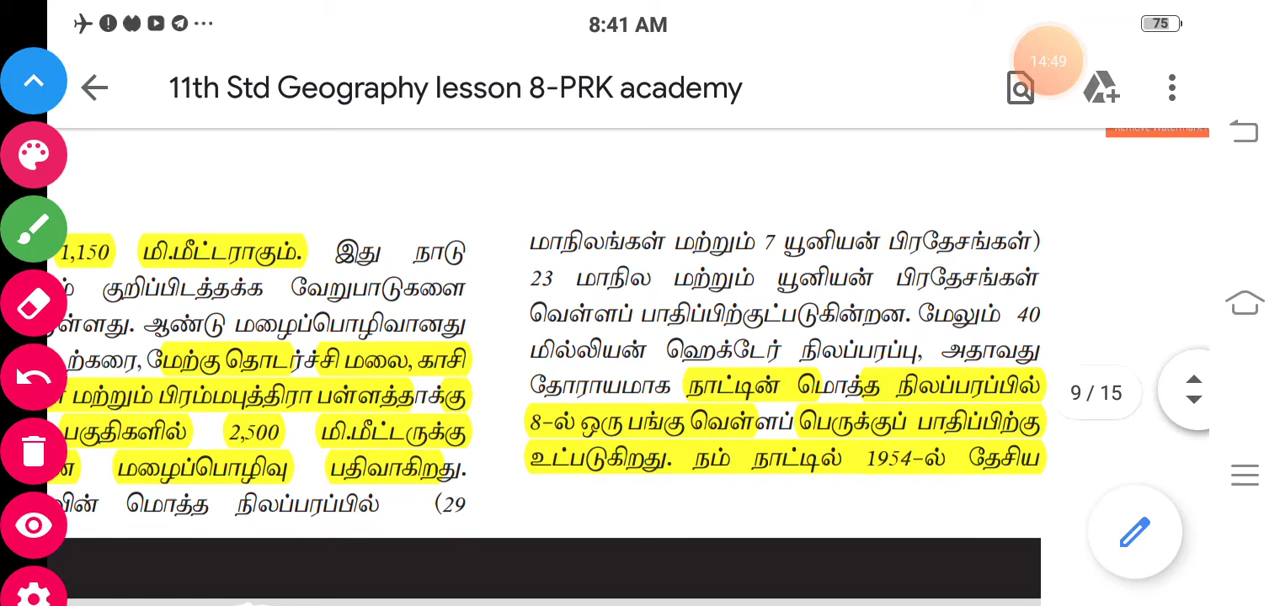 8:41 AM
75
11th Std Geography lesson 8-PRK academy
14:49
Remove Watermark
1,150 மி.மீட்டராகும். இது நாடு
குறிப்பிடத்தக்க வேறுபாடுகளை
ஆண்டு மழைப்பொழிவானது
மேற்கு தொடர்ச்சி மலை, காசி
மற்றும் பிரம்மபுத்திரா பள்ளத்தாக்கு
பகுதிகளில் 2,500 மி.மீட்டருக்கு
மழைப்பொழிவு பதிவாகிறது.
மொத்த நிலப்பரப்பில் (29
மாநிலங்கள் மற்றும் 7 யூனியன் பிரதேசங்கள்)
23 மாநில மற்றும் யூனியன் பிரதேசங்கள்
வெள்ளப் பாதிப்பிற்குட்படுகின்றன. மேலும் 40
மில்லியன் ஹெக்டேர் நிலப்பரப்பு, அதாவது
தோராயமாக நாட்டின் மொத்த நிலப்பரப்பில்
8-ல் ஒரு பங்கு வெள்ளப் பெருக்குப் பாதிப்பிற்கு
உட்படுகிறது. நம் நாட்டில் 1954-ல் தேசிய
9 / 15